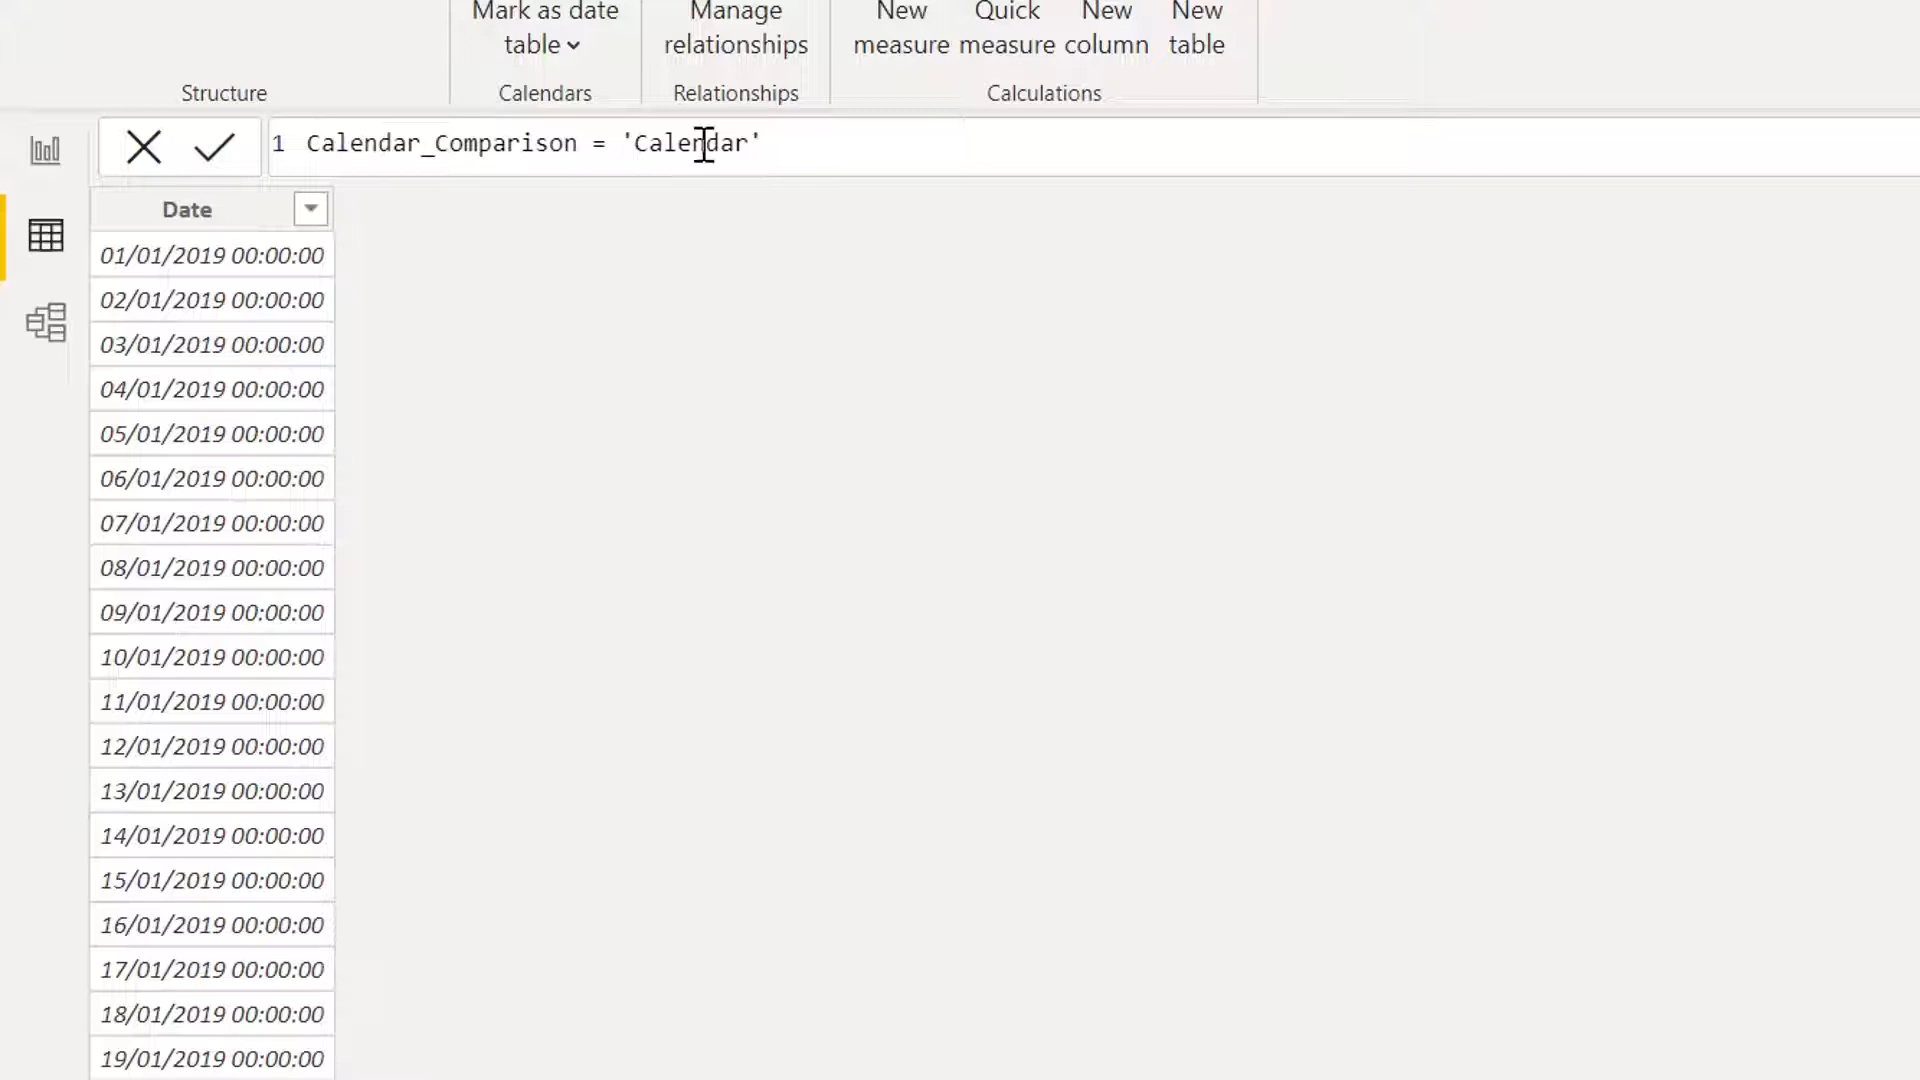 Mark as date
table
Manage
relationships
New
measure
Quick
measure
New
column
New
table
Structure
Calendars
Relationships
Calculations
1 Calendar_Comparison = 'Calendar'
Date
01/01/2019 00:00:00
02/01/2019 00:00:00
03/01/2019 00:00:00
04/01/2019 00:00:00
05/01/2019 00:00:00
06/01/2019 00:00:00
07/01/2019 00:00:00
08/01/2019 00:00:00
09/01/2019 00:00:00
10/01/2019 00:00:00
11/01/2019 00:00:00
12/01/2019 00:00:00
13/01/2019 00:00:00
14/01/2019 00:00:00
15/01/2019 00:00:00
16/01/2019 00:00:00
17/01/2019 00:00:00
18/01/2019 00:00:00
19/01/2019 00:00:00